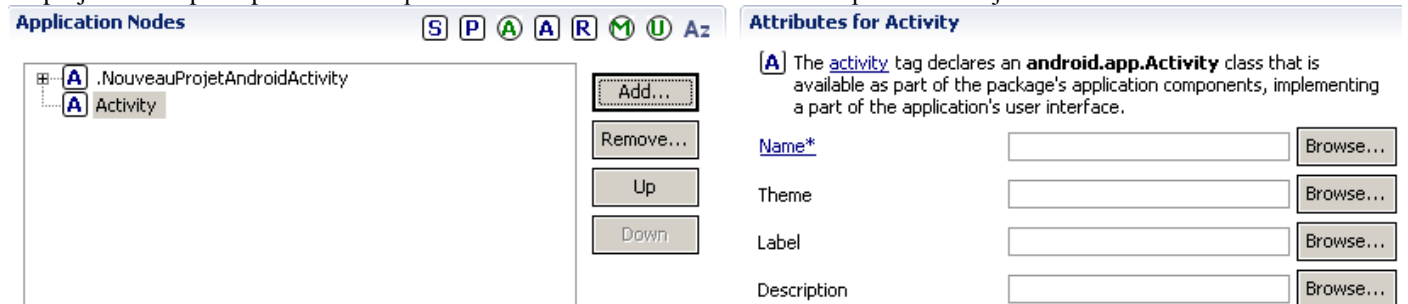 Application Nodes
S P A A R M U Az
.NouveauProjetAndroidActivity
A Activity
Add...
Remove...
Up
Down
Attributes for Activity
A The activity tag declares an android.app.Activity class that is
available as part of the package's application components, implementing
a part of the application's user interface.
Name* Browse...
Theme Browse...
Label Browse...
Description Browse...